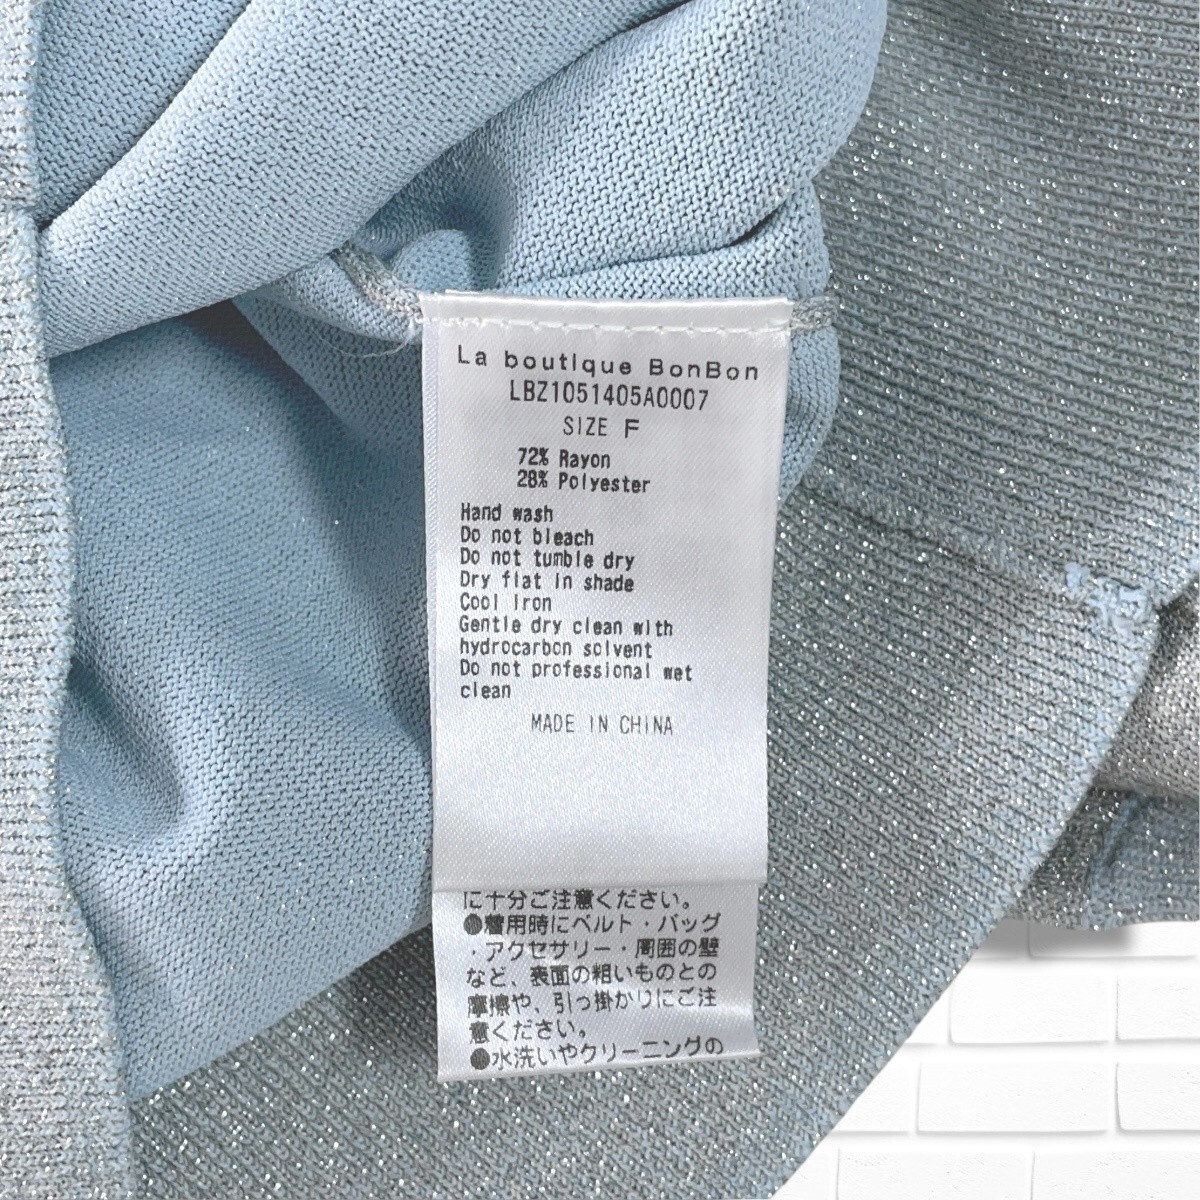 La boutique BonBon
LBZ1051405A0007
SIZE F
72% Rayon
28% Polyester
Hand wash
Do not bleach
Do not tumble dry
Dry flat in shade
Cool iron
Gentle dry clean with
hydrocarbon solvent
Do not professional wet
clean
MADE IN CHINA
に十分ご注意ください。
●着用時にベルト・バッグ
・アクセサリー・周囲の壁
など、表面の粗いものとの
摩擦や、引っ掛かりにご注
意ください。
●水洗いやクリーニングの